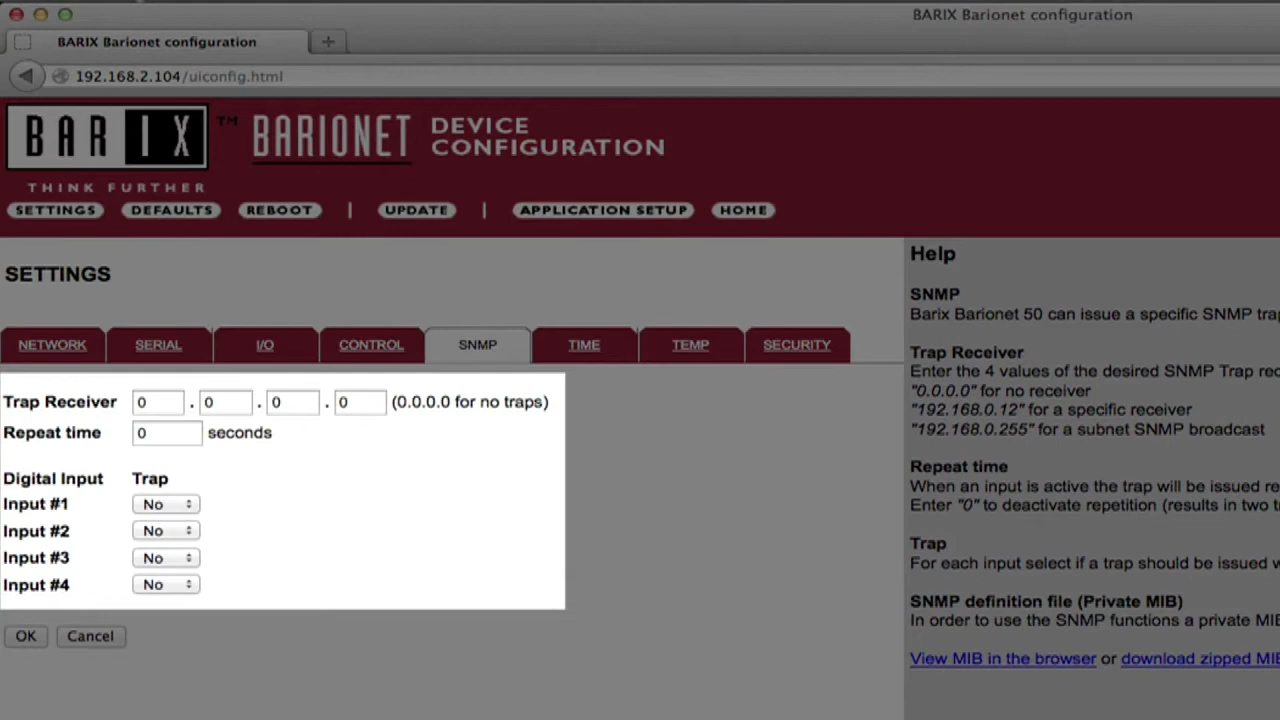 BARIX Barionet configuration
BARIX Barionet configuration
192.168.2.104/uiconfig.html
BARIX™ BARIONET DEVICE CONFIGURATION
THINK FURTHER
SETTINGS DEFAULTS REBOOT | UPDATE | APPLICATION SETUP HOME
SETTINGS
NETWORK SERIAL I/O CONTROL SNMP TIME TEMP SECURITY
Trap Receiver 0 . 0 . 0 . 0 (0.0.0.0 for no traps)
Repeat time 0 seconds
Digital Input Trap
Input #1 No
Input #2 No
Input #3 No
Input #4 No
OK Cancel
Help
SNMP
Barix Barionet 50 can issue a specific SNMP
Trap Receiver
Enter the 4 values of the desired SNMP Trap
"0.0.0.0" for no receiver
"192.168.0.12" for a specific receiver
"192.168.0.255" for a subnet SNMP broadcast
Repeat time
When an input is active the trap will be issued
Enter "0" to deactivate repetition (results in two
Trap
For each input select if a trap should be issued
SNMP definition file (Private MIB)
In order to use the SNMP functions a private
View MIB in the browser or download zipped